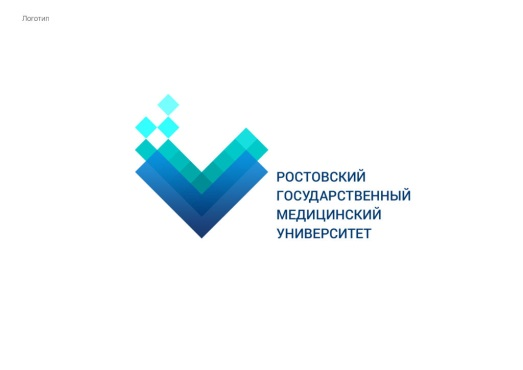 Логотип
РОСТОВСКИЙ
ГОСУДАРСТВЕННЫЙ
МЕДИЦИНСКИЙ
УНИВЕРСИТЕТ